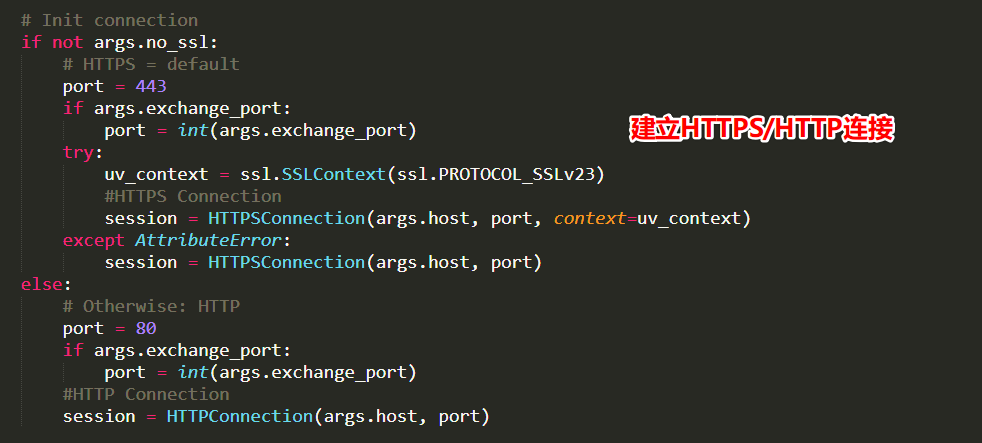 # Init connection
if not args.no_ssl:
    # HTTPS = default
    port = 443
    if args.exchange_port:
        port = int(args.exchange_port)
建立HTTPS/HTTP连接
    try:
        uv_context = ssl.SSLContext(ssl.PROTOCOL_SSLv23)
        #HTTPS Connection
        session = HTTPSConnection(args.host, port, context=uv_context)
    except AttributeError:
        session = HTTPSConnection(args.host, port)
else:
    # Otherwise: HTTP
    port = 80
    if args.exchange_port:
        port = int(args.exchange_port)
    #HTTP Connection
    session = HTTPConnection(args.host, port)